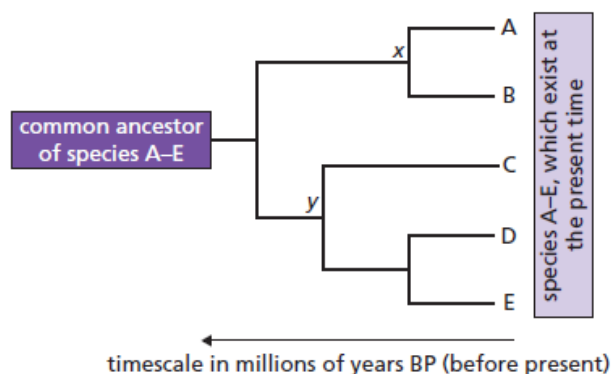 common ancestor
of species A–E
x
y
A
B
C
D
E
species A–E, which exist at
the present time
timescale in millions of years BP (before present)